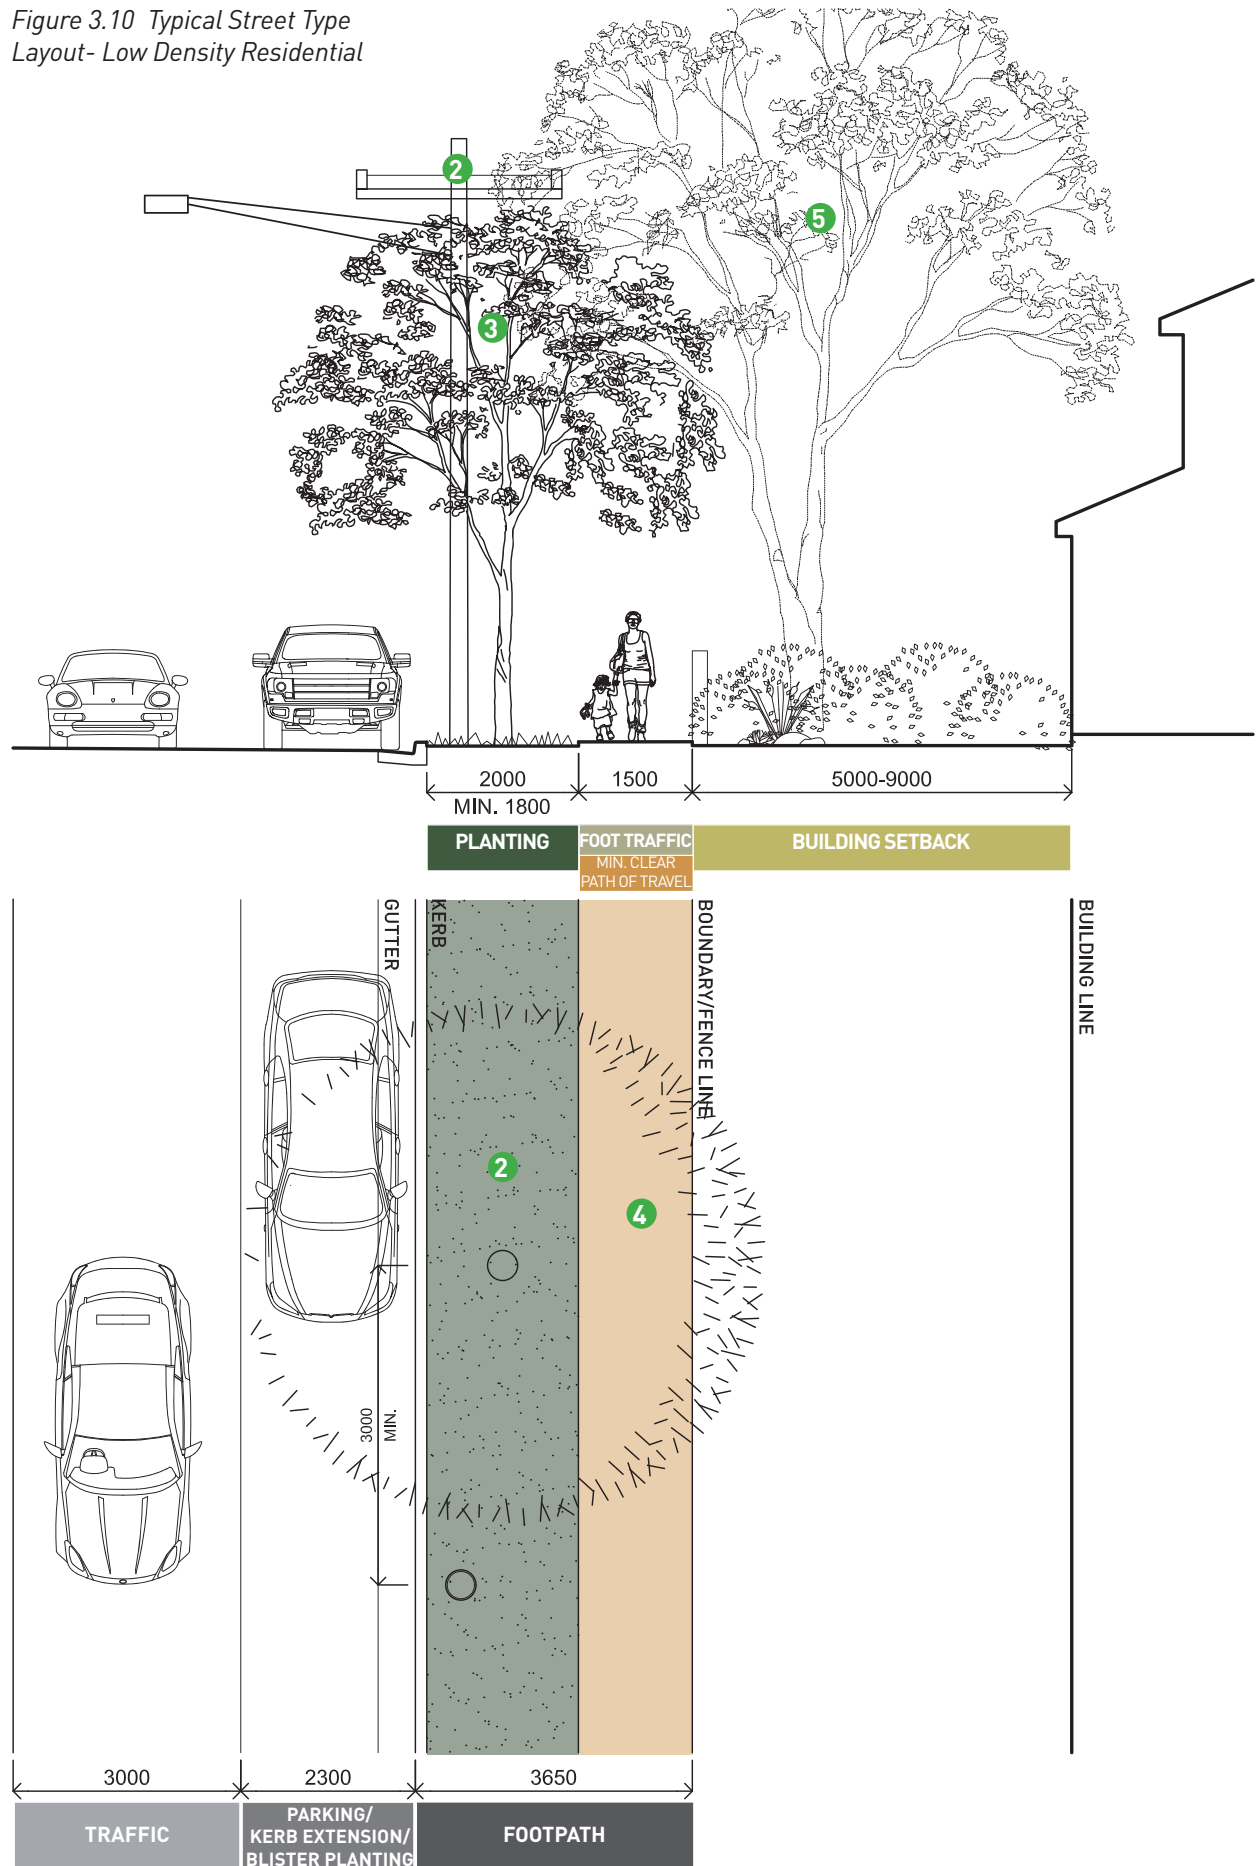 Figure 3.10 Typical Street Type
Layout- Low Density Residential
2
5
3
2000
1500
5000-9000
MIN. 1800
PLANTING
FOOT TRAFFIC
BUILDING SETBACK
MIN. CLEAR
PATH OF TRAVEL
GUTTER
KERB
BOUNDARY/FENCE LINE
BUILDING LINE
2
4
3000
MIN.
3000
2300
3650
TRAFFIC
PARKING/
KERB EXTENSION/
BLISTER PLANTING
FOOTPATH